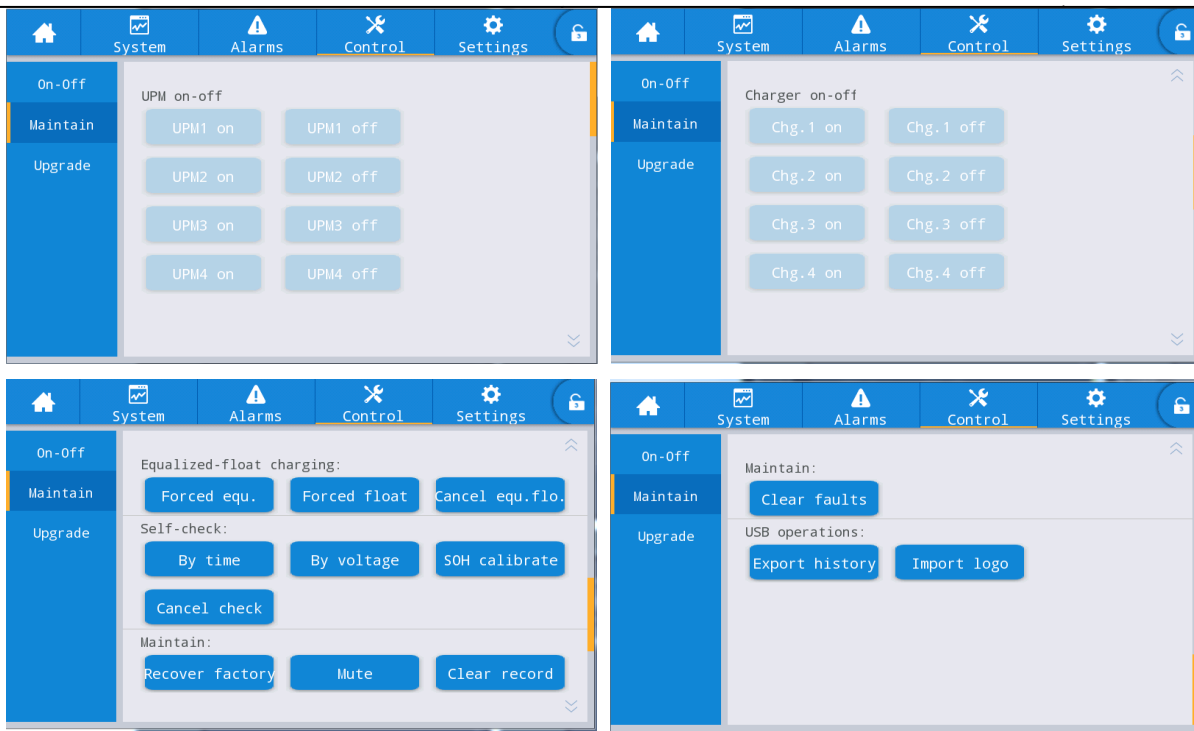 System Alarms Control Settings 3
On-Off
Maintain
Upgrade
UPM on-off
UPM1 on UPM1 off
UPM2 on UPM2 off
UPM3 on UPM3 off
UPM4 on UPM4 off
System Alarms Control Settings 3
On-Off
Maintain
Upgrade
Charger on-off
Chg.1 on Chg.1 off
Chg.2 on Chg.2 off
Chg.3 on Chg.3 off
Chg.4 on Chg.4 off
System Alarms Control Settings 3
On-Off
Maintain
Upgrade
Equalized-float charging:
Forced equ. Forced float Cancel equ.flo.
Self-check:
By time By voltage SOH calibrate
Cancel check
Maintain:
Recover factory Mute Clear record
System Alarms Control Settings 3
On-Off
Maintain
Upgrade
Maintain:
Clear faults
USB operations:
Export history Import logo